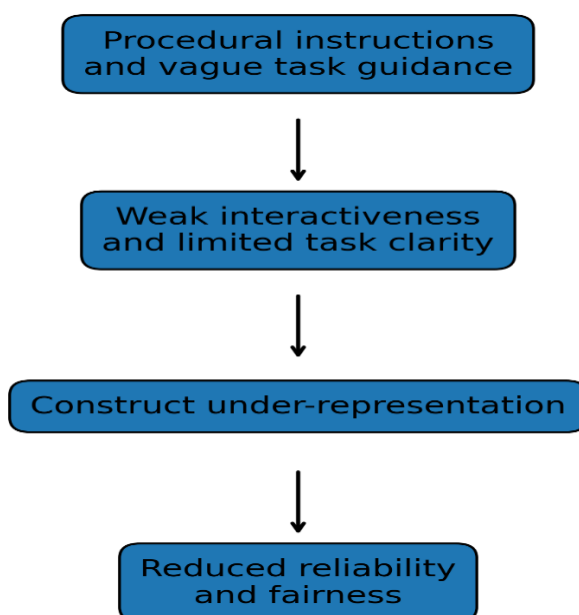 Procedural instructions
and vague task guidance
Weak interactiveness
and limited task clarity
Construct under-representation
Reduced reliability
and fairness